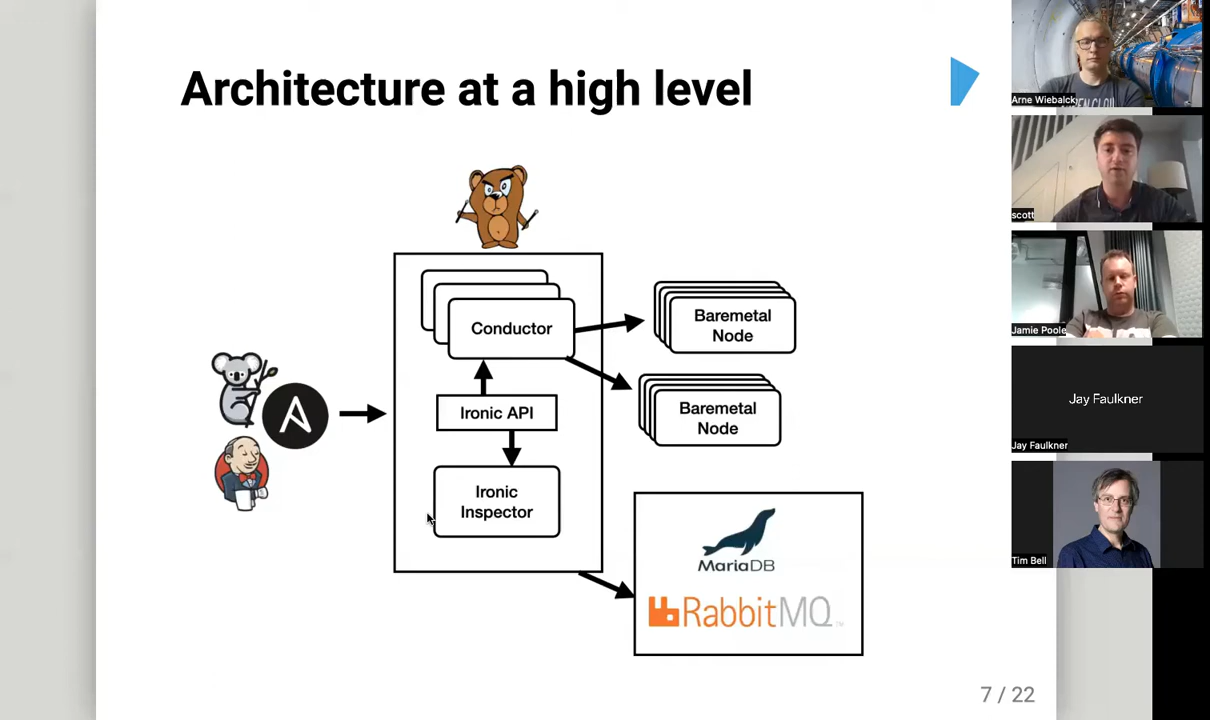 Architecture at a high level
Conductor
Baremetal
Node
Ironic API
Baremetal
Node
Ironic
Inspector
MariaDB
RabbitMQ
7 / 22
Arne Wiebalck
scott
Jamie Poole
Jay Faulkner
Jay Faulkner
Tim Bell